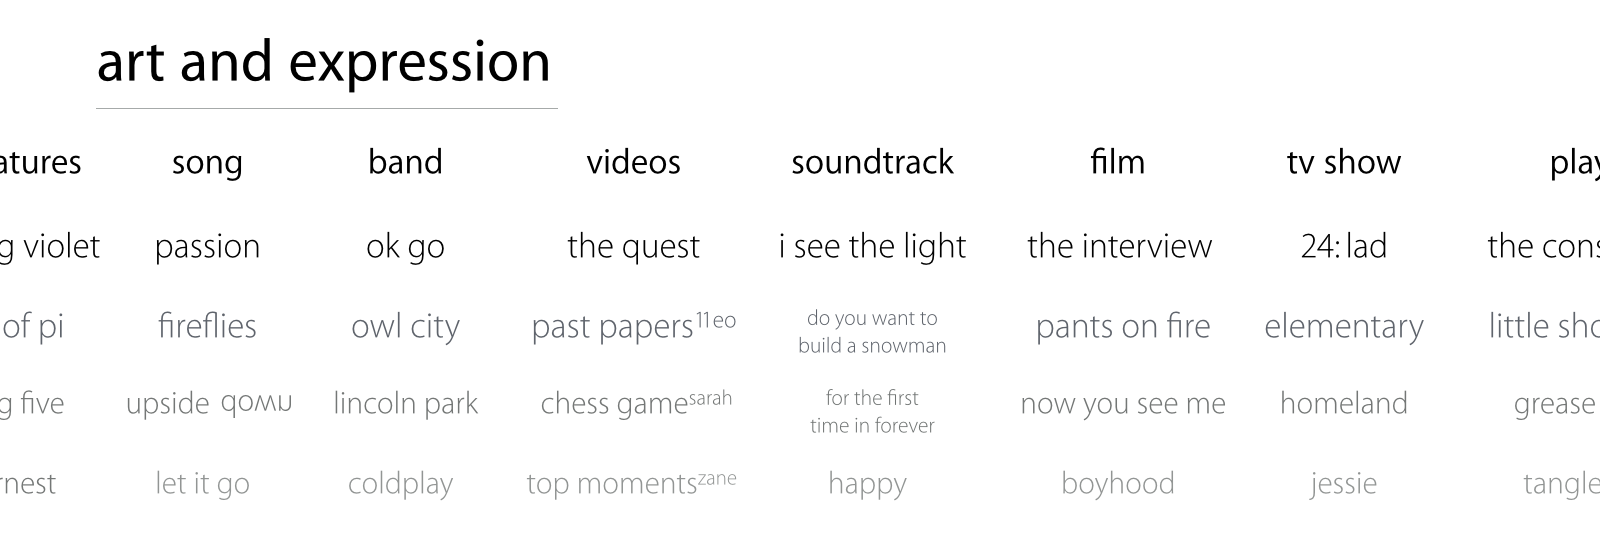 art and expression
atures song band videos soundtrack film tv show play
g violet passion ok go the quest i see the light the interview 24: lad the cons
of pi fireflies owl city past papers 11eo do you want to build a snowman pants on fire elementary little sho
g five upside down lincoln park chess game sarah for the first time in forever now you see me homeland grease
rnest let it go coldplay top moments zane happy boyhood jessie tangle